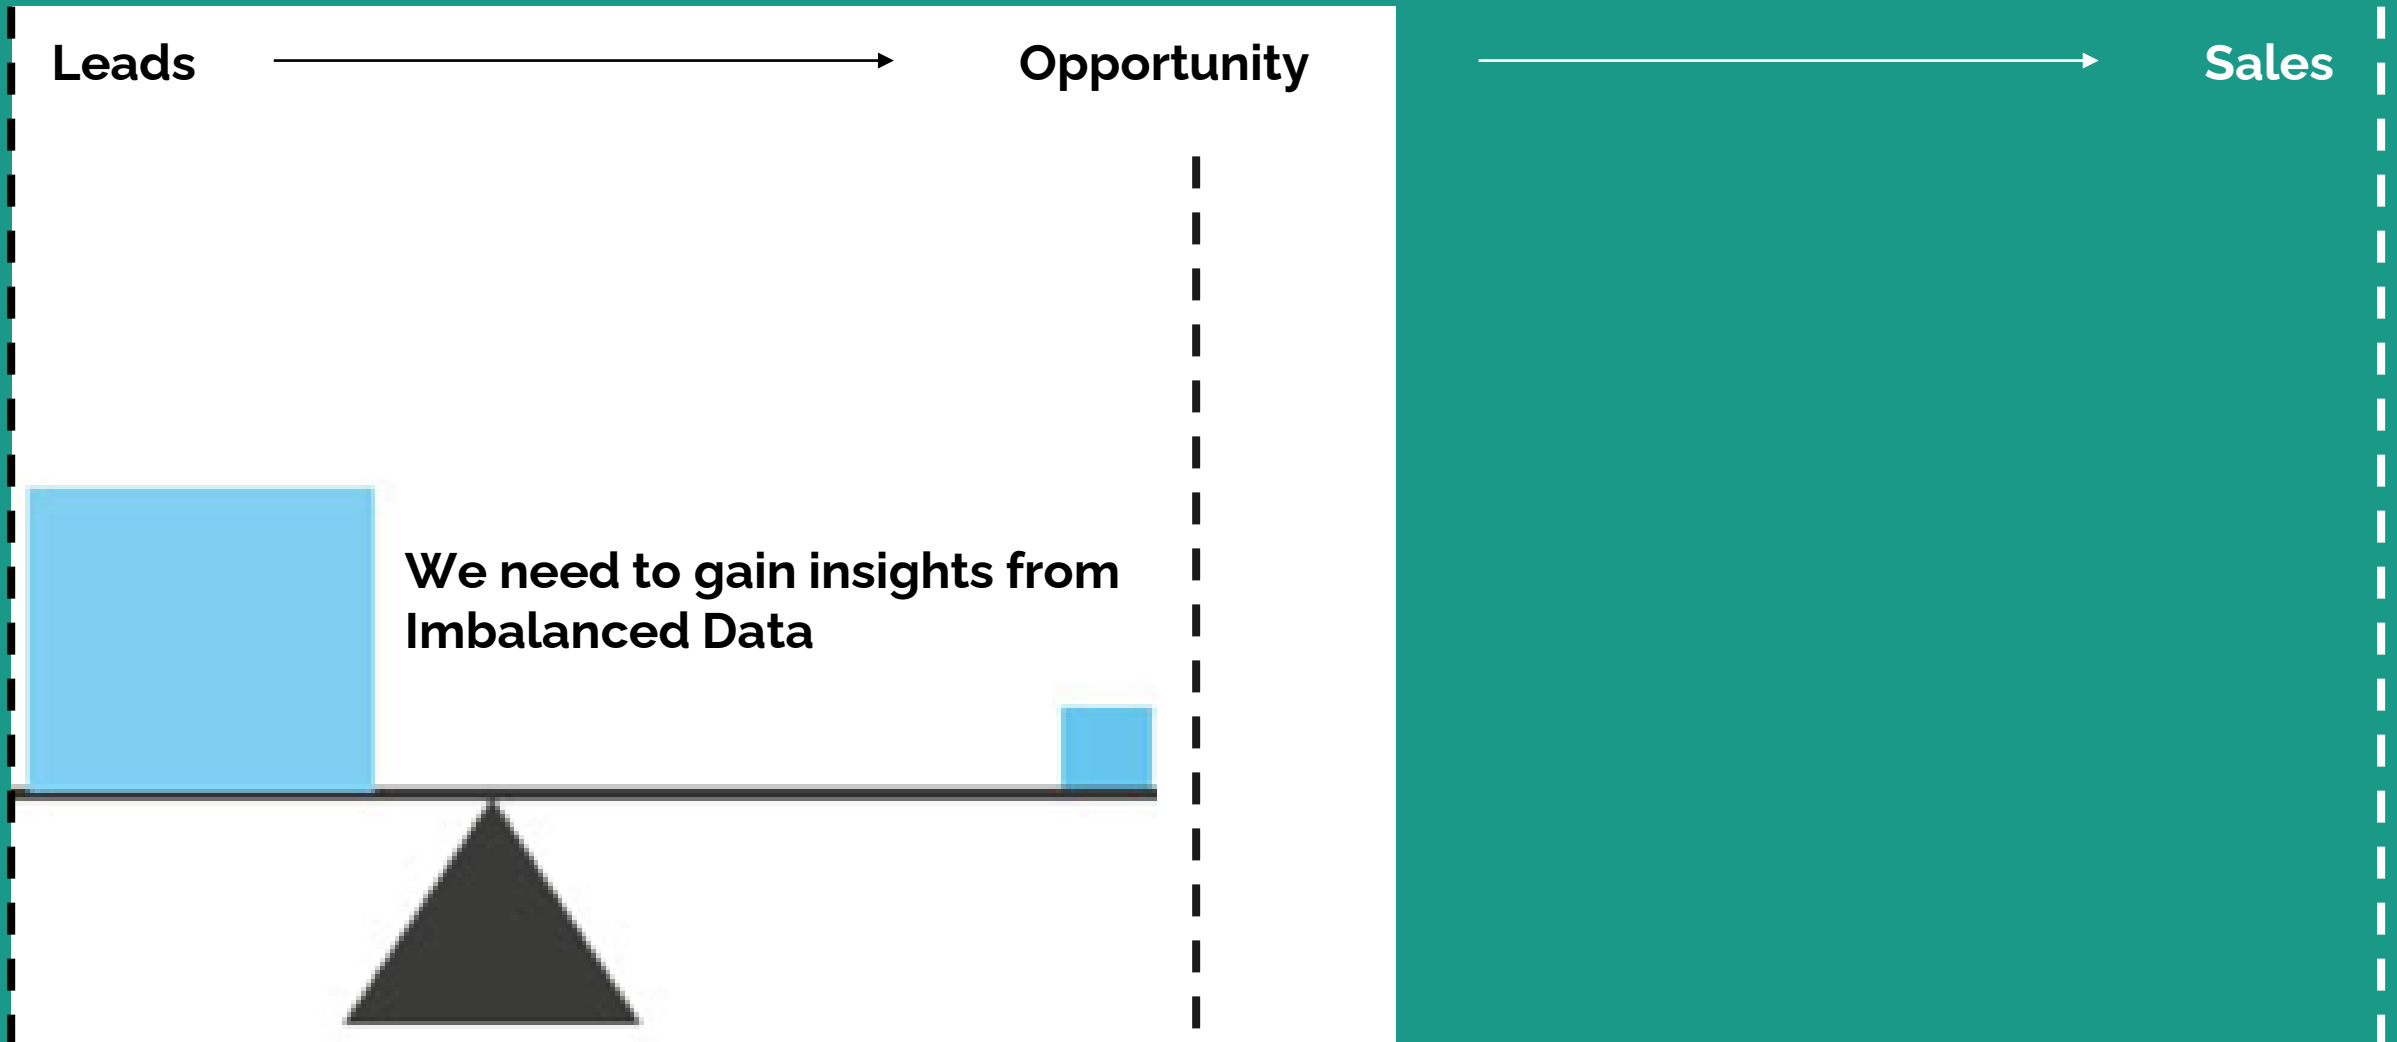 Leads
Opportunity
Sales
We need to gain insights from
Imbalanced Data